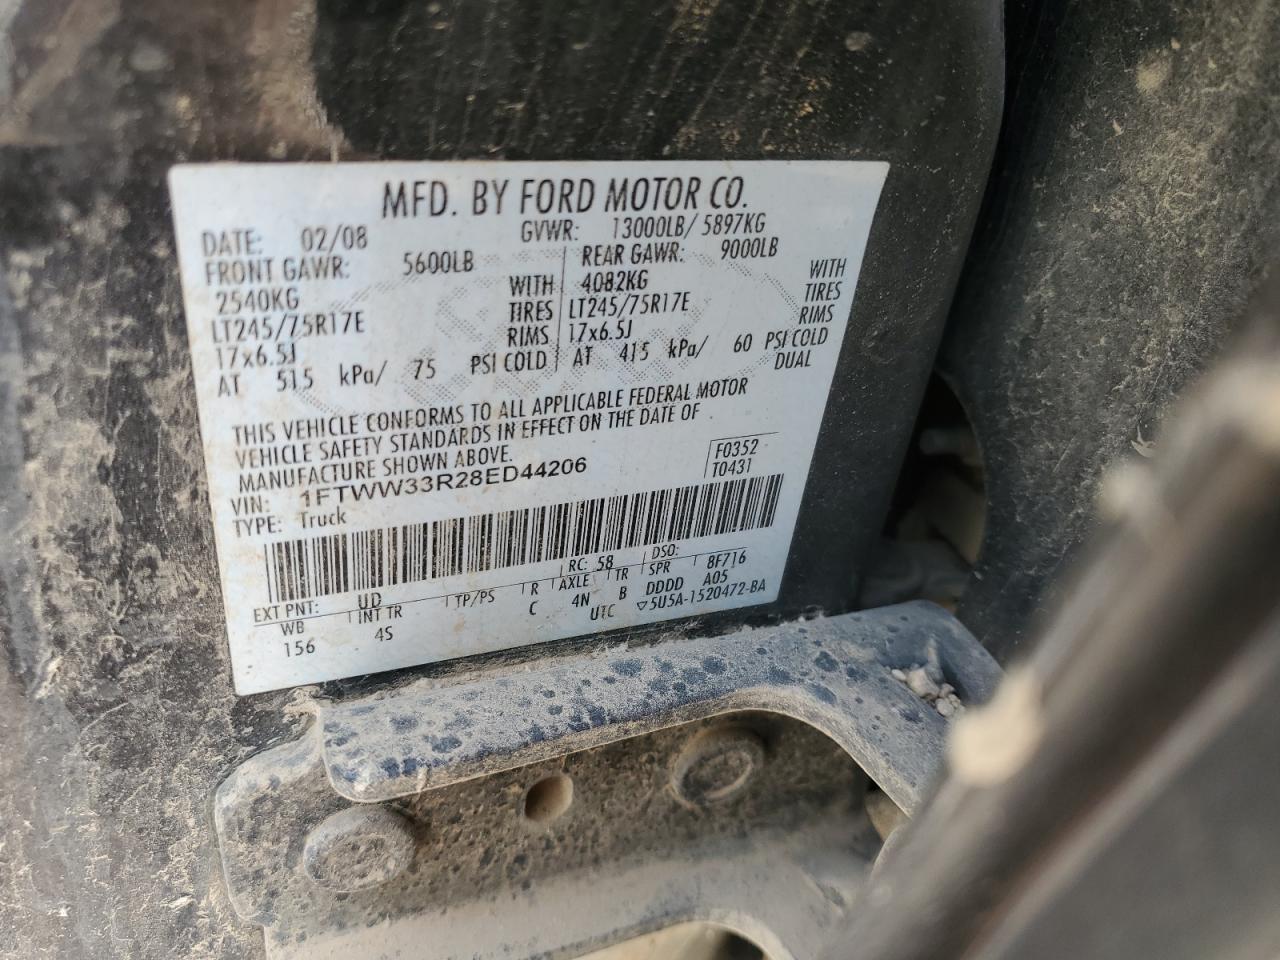 MFD. BY FORD MOTOR CO.
DATE: 02/08 GVWR: 13000LB/ 5897KG
FRONT GAWR: 5600LB REAR GAWR: 9000LB
2540KG WITH 4082KG WITH
LT245/75R17E TIRES LT245/75R17E TIRES
17x6.5J RIMS 17x6.5J RIMS
AT 515 kPa/ 75 PSI COLD AT 415 kPa/ 60 PSI COLD
DUAL
THIS VEHICLE CONFORMS TO ALL APPLICABLE FEDERAL MOTOR
VEHICLE SAFETY STANDARDS IN EFFECT ON THE DATE OF
MANUFACTURE SHOWN ABOVE.
F0352
VIN: 1FTWW33R28ED44206 T0431
TYPE: Truck
EXT PNT: UD RC: 58 DSO:
WB INT TR TP/PS R AXLE TR SPR 8F716
156 4S C 4N B DDDD A05
UTC ▽5U5A-1520472-BA